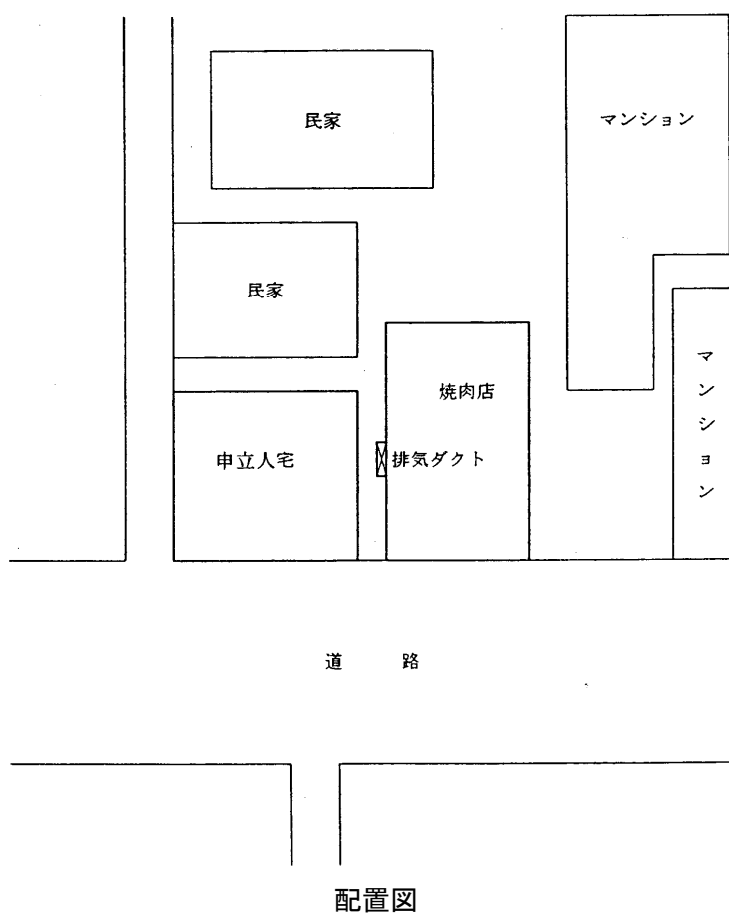 民家
マンション
民家
マンション
焼肉店
申立人宅
排気ダクト
道路
配置図